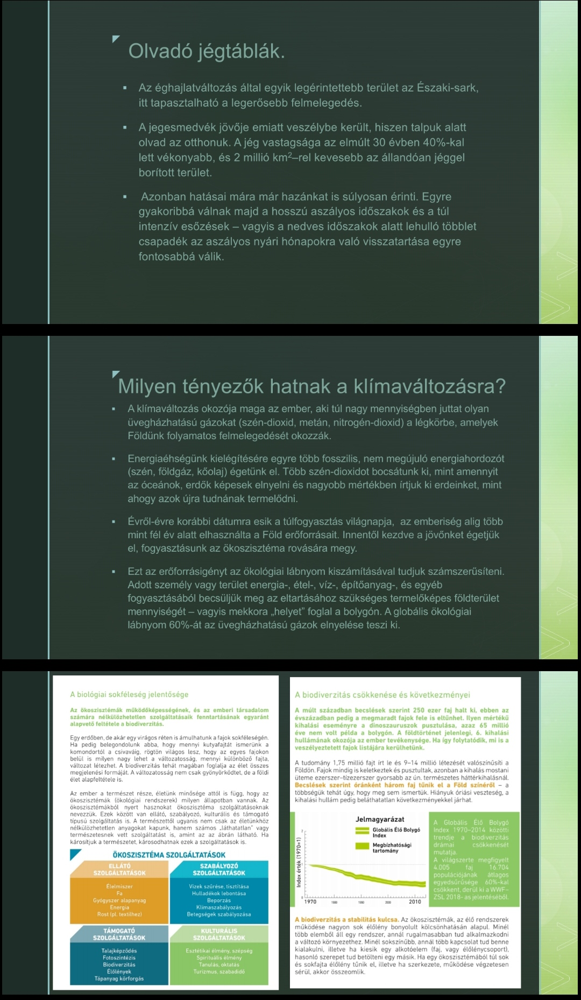 Olvadó jégtáblák.
▪ Az éghajlatváltozás által egyik legérintettebb terület az Északi-sark,
itt tapasztalható a legerősebb felmelegedés.
▪ A jegesmedvék jövője emiatt veszélybe került, hiszen talpuk alatt
olvad az otthonuk. A jég vastagsága az elmúlt 30 évben 40%-kal
lett vékonyabb, és 2 millió km²–rel kevesebb az állandóan jéggel
borított terület.
▪ Azonban hatásai mára már hazánkat is súlyosan érinti. Egyre
gyakoribbá válnak majd a hosszú aszályos időszakok és a túl
intenzív esőzések – vagyis a nedves időszakok alatt lehulló többlet
csapadék az aszályos nyári hónapokra való visszatartása egyre
fontosabbá válik.
Milyen tényezők hatnak a klímaváltozásra?
▪ A klímaváltozás okozója maga az ember, aki túl nagy mennyiségben juttat olyan
üvegházhatású gázokat (szén-dioxid, metán, nitrogén-dioxid) a légkörbe, amelyek
Földünk folyamatos felmelegedését okozzák.
▪ Energiaéhségünk kielégítésére egyre több fosszilis, nem megújuló energiahordozót
(szén, földgáz, kőolaj) égetünk el. Több szén-dioxidot bocsátunk ki, mint amennyit
az óceánok, erdők képesek elnyelni és nagyobb mértékben írtjuk ki erdeinket, mint
ahogy azok újra tudnának termelődni.
▪ Évről-évre korábbi dátumra esik a túlfogyasztás világnapja, az emberiség alig több
mint fél év alatt elhasználta a Föld erőforrásait. Innentől kezdve a jövőnket égetjük
el, fogyasztásunk az ökoszisztéma rovására megy.
▪ Ezt az erőforrásigényt az ökológiai lábnyom kiszámításával tudjuk számszerűsíteni.
Adott személy vagy terület energia-, étel-, víz-, építőanyag-, és egyéb
fogyasztásából becsüljük meg az eltartásához szükséges termelőképes földterület
mennyiségét – vagyis mekkora „helyet” foglal a bolygón. A globális ökológiai
lábnyom 60%-át az üvegházhatású gázok elnyelése teszi ki.
A biológiai sokféleség jelentősége
Az ökoszisztémák működőképességének, és az emberi társadalom
számára nélkülözhetetlen szolgáltatásaik fenntartásának egyaránt
alapvető feltétele a biodiverzitás.
Egy erdőben, de akár egy virágos réten is ámulhatunk a fajok sokféleségén.
Ha pedig belegondolunk abba, hogy mennyi kutyafajtát ismerünk a
komondortól a csivaváig, rögtön világos lesz, hogy az egyes fajokon
belül is milyen nagy lehet a változatosság, mennyi különböző fajta,
változat létezhet. A biodiverzitás tehát magában foglalja az élet összes
megjelenési formáját. A változatosság nem csak gyönyörködtet, de a földi
élet alapfeltétele is.
Az ember a természet része, életünk minősége attól is függ, hogy az
ökoszisztémák (ökológiai rendszerek) milyen állapotban vannak. Az
ökoszisztémákból nyert hasznokat ökoszisztéma szolgáltatásoknak
nevezzük. Ezek között van ellátó, szabályozó, kulturális és támogató
típusú szolgáltatás is. A természettől ugyanis nem csak az életünkhöz
nélkülözhetetlen anyagokat kapunk, hanem számos „láthatatlan” vagy
természetesnek vett szolgáltatást is, amint az az ábrán látható. Ha
károsítjuk a természetet, károsodhatnak ezek a szolgáltatások is.
ÖKOSZISZTÉMA SZOLGÁLTATÁSOK
ELLÁTÓ
SZOLGÁLTATÁSOK
Élelmiszer
Fa
Gyógyszer alapanyag
Energia
Rost (pl. textilhez)
SZABÁLYOZÓ
SZOLGÁLTATÁSOK
Vizek szűrése, tisztítása
Hulladékok lebontása
Beporzás
Klímaszabályozás
Betegségek szabályozása
TÁMOGATÓ
SZOLGÁLTATÁSOK
Talajképződés
Fotoszintézis
Biodiverzitás
Élőlények
Tápanyag körforgás
KULTURÁLIS
SZOLGÁLTATÁSOK
Esztétikai élmény, szépség
Spirituális élmény
Tanulás, oktatás
Turizmus, szabadidő
A biodiverzitás csökkenése és következményei
A múlt században becslések szerint 250 ezer faj halt ki, ebben az
évszázadban pedig a megmaradt fajok fele is eltűnhet. Ilyen mértékű
kihalási eseményre a dinoszauruszok pusztulása, azaz 65 millió
éve nem volt példa a bolygón. A földtörténet jelenlegi, 6. kihalási
hullámának okozója az ember tevékenysége. Ha így folytatódik, mi is a
veszélyeztetett fajok listájára kerülhetünk.
A tudomány 1,75 millió fajt írt le és 9–14 millió létezését valószínűsíti a
Földön. Fajok mindig is keletkeztek és pusztultak, azonban a kihalás mostani
üteme ezerszer–tízezerszer gyorsabb az ún. természetes háttérkihalásnál.
Becslések szerint óránként három faj tűnik el a Föld színéről – a
többségük tehát úgy, hogy meg sem ismertük. Hiányuk óriási veszteség, a
kihalási hullám pedig beláthatatlan következményekkel járhat.
Jelmagyarázat
Globális Élő Bolygó
Index
Megbízhatósági
tartomány
Index érték (1970=1)
2
1
0
1970 1980 1990 2000 2010
A Globális Élő Bolygó
Index 1970–2014 közötti
trendje a biodiverzitás
drámai csökkenését
mutatja.
A világszerte megfigyelt
4.005 faj 16.704
populációjának átlagos
egyedsűrűsége 60%-kal
csökkent, derül ki a WWF–
ZSL 2018- as jelentéséből.
A biodiverzitás a stabilitás kulcsa. Az ökoszisztémák, az élő rendszerek
működése nagyon sok élőlény bonyolult kölcsönhatásán alapul. Minél
több elemből áll egy rendszer, annál rugalmasabban tud alkalmazkodni
a változó környezethez. Minél sokszínűbb, annál több kapcsolat tud benne
kialakulni, illetve ha kiesik egy alkotóelem (faj, vagy élőlénycsoport),
hasonló szerepet tud betölteni egy másik. Ha egy ökoszisztémából túl sok
és sokfajta élőlény tűnik el, illetve ha szerkezete, működése végzetesen
sérül, akkor összeomlik.